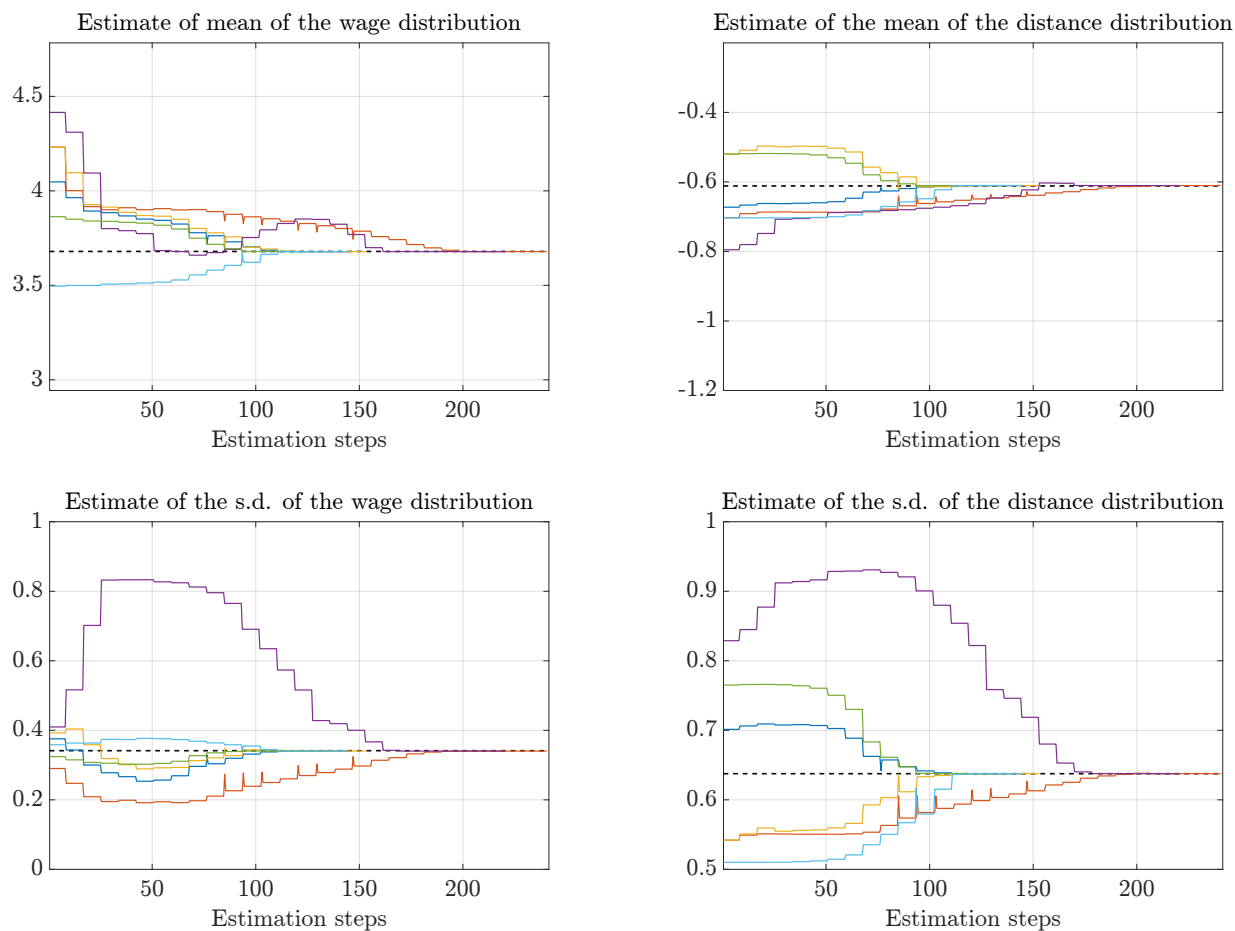 Estimate of mean of the wage distribution
4.5
4
3.5
3
50 100 150 200
Estimation steps
Estimate of the mean of the distance distribution
-0.4
-0.6
-0.8
-1
-1.2
50 100 150 200
Estimation steps
Estimate of the s.d. of the wage distribution
1
0.8
0.6
0.4
0.2
0
50 100 150 200
Estimation steps
Estimate of the s.d. of the distance distribution
1
0.9
0.8
0.7
0.6
0.5
50 100 150 200
Estimation steps